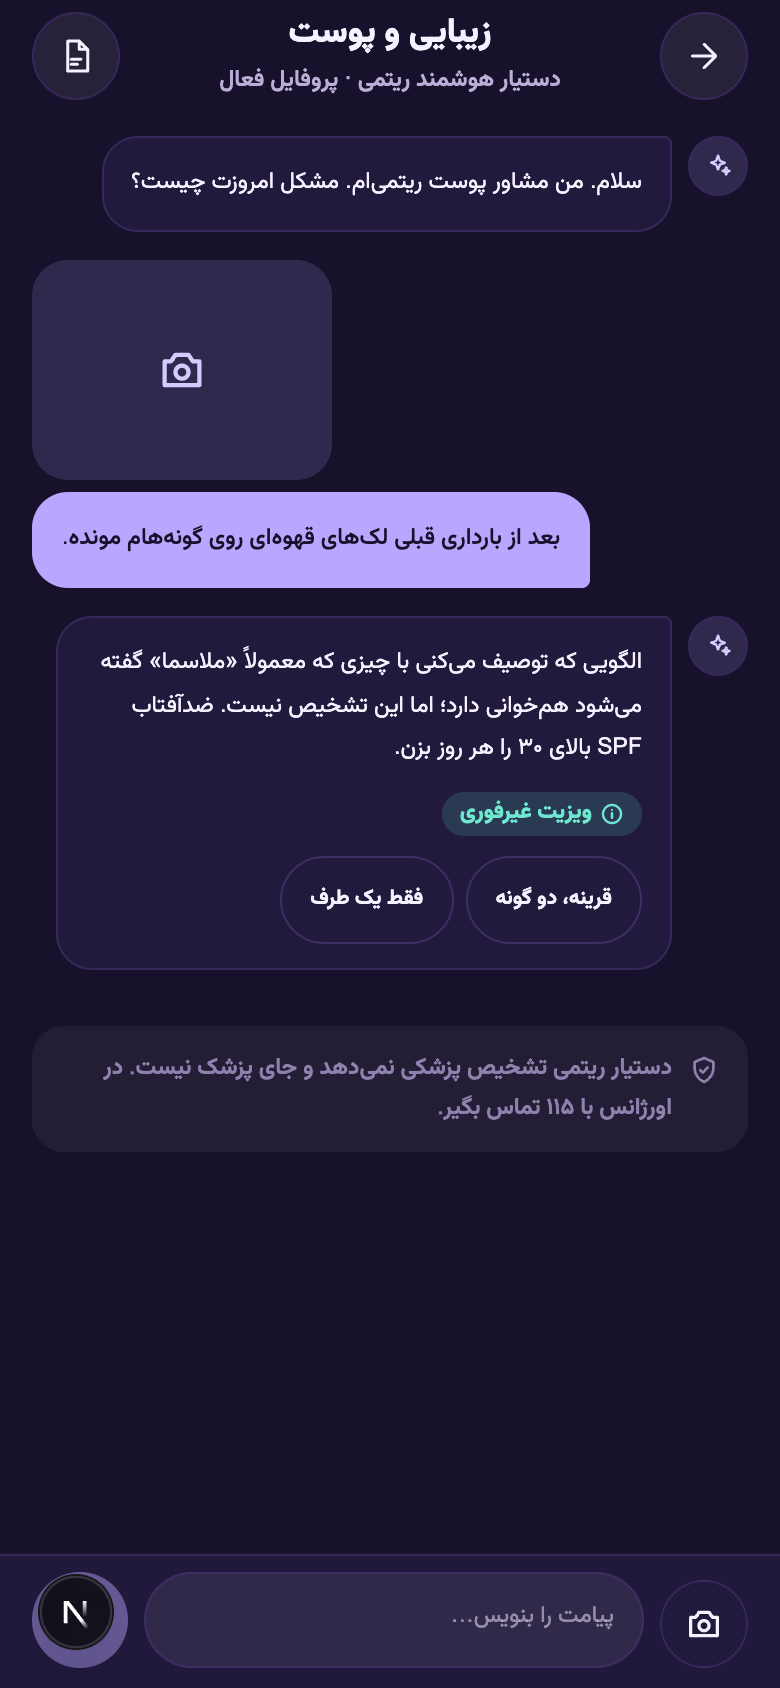 زیبایی و پوست
دستیار هوشمند ریتمی · پروفایل فعال
سلام. من مشاور پوست ریتمی‌ام. مشکل امروزت چیست؟
بعد از بارداری قبلی لک‌های قهوه‌ای روی گونه‌هام مونده.
الگویی که توصیف می‌کنی با چیزی که معمولاً «ملاسما» گفته
می‌شود هم‌خوانی دارد؛ اما این تشخیص نیست. ضدآفتاب
SPF بالای ۳۰ را هر روز بزن.
ویزیت غیرفوری
قرینه، دو گونه
فقط یک طرف
دستیار ریتمی تشخیص پزشکی نمی‌دهد و جای پزشک نیست. در
اورژانس با ۱۱۵ تماس بگیر.
پیامت را بنویس...
N